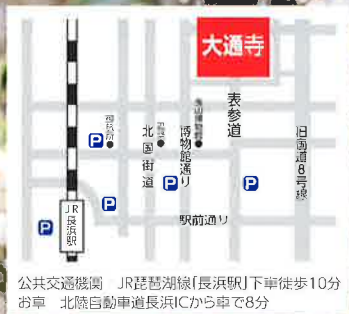 大通寺
表参道
旧国道8号線
博物館通り
北国街道
駅前通り
JR長浜駅
P
P
P
P
P
公共交通機関 JR琵琶湖線「長浜駅」下車徒歩10分
お車 北陸自動車道長浜ICから車で8分